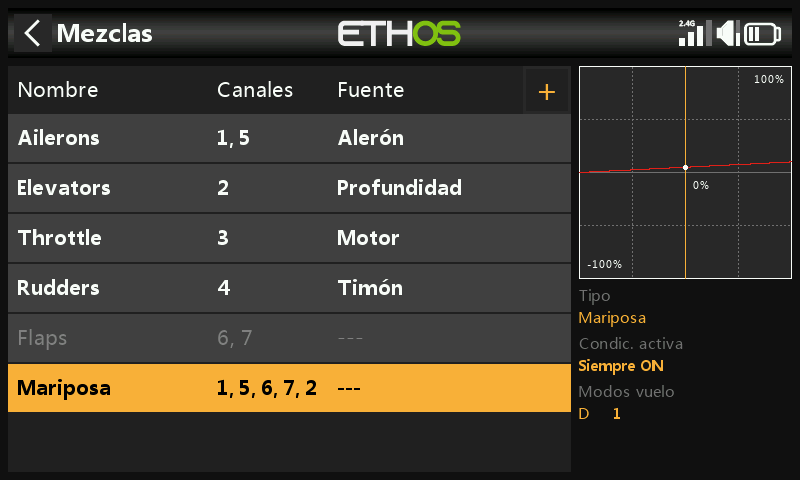 Mezclas
ETHOS
2.4G
Nombre Canales Fuente +
Ailerons 1, 5 Alerón
Elevators 2 Profundidad
Throttle 3 Motor
Rudders 4 Timón
Flaps 6, 7 ---
Mariposa 1, 5, 6, 7, 2 ---
100%
0%
-100%
Tipo
Mariposa
Condic. activa
Siempre ON
Modos vuelo
D 1